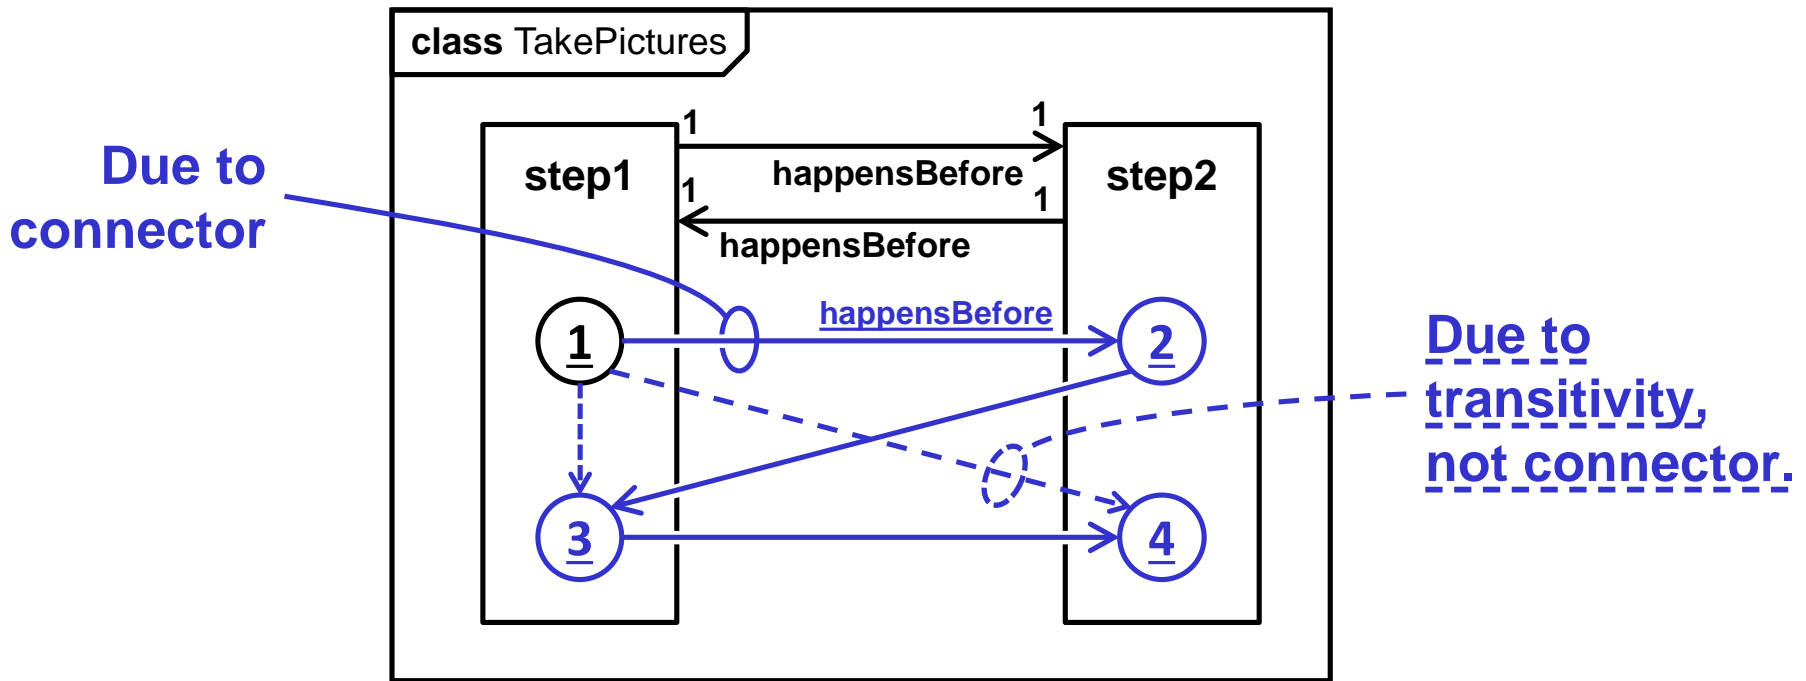 class TakePictures
Due to
connector
step1
1
1
happensBefore
1
1
happensBefore
step2
happensBefore
1
2
3
4
Due to
transitivity,
not connector.